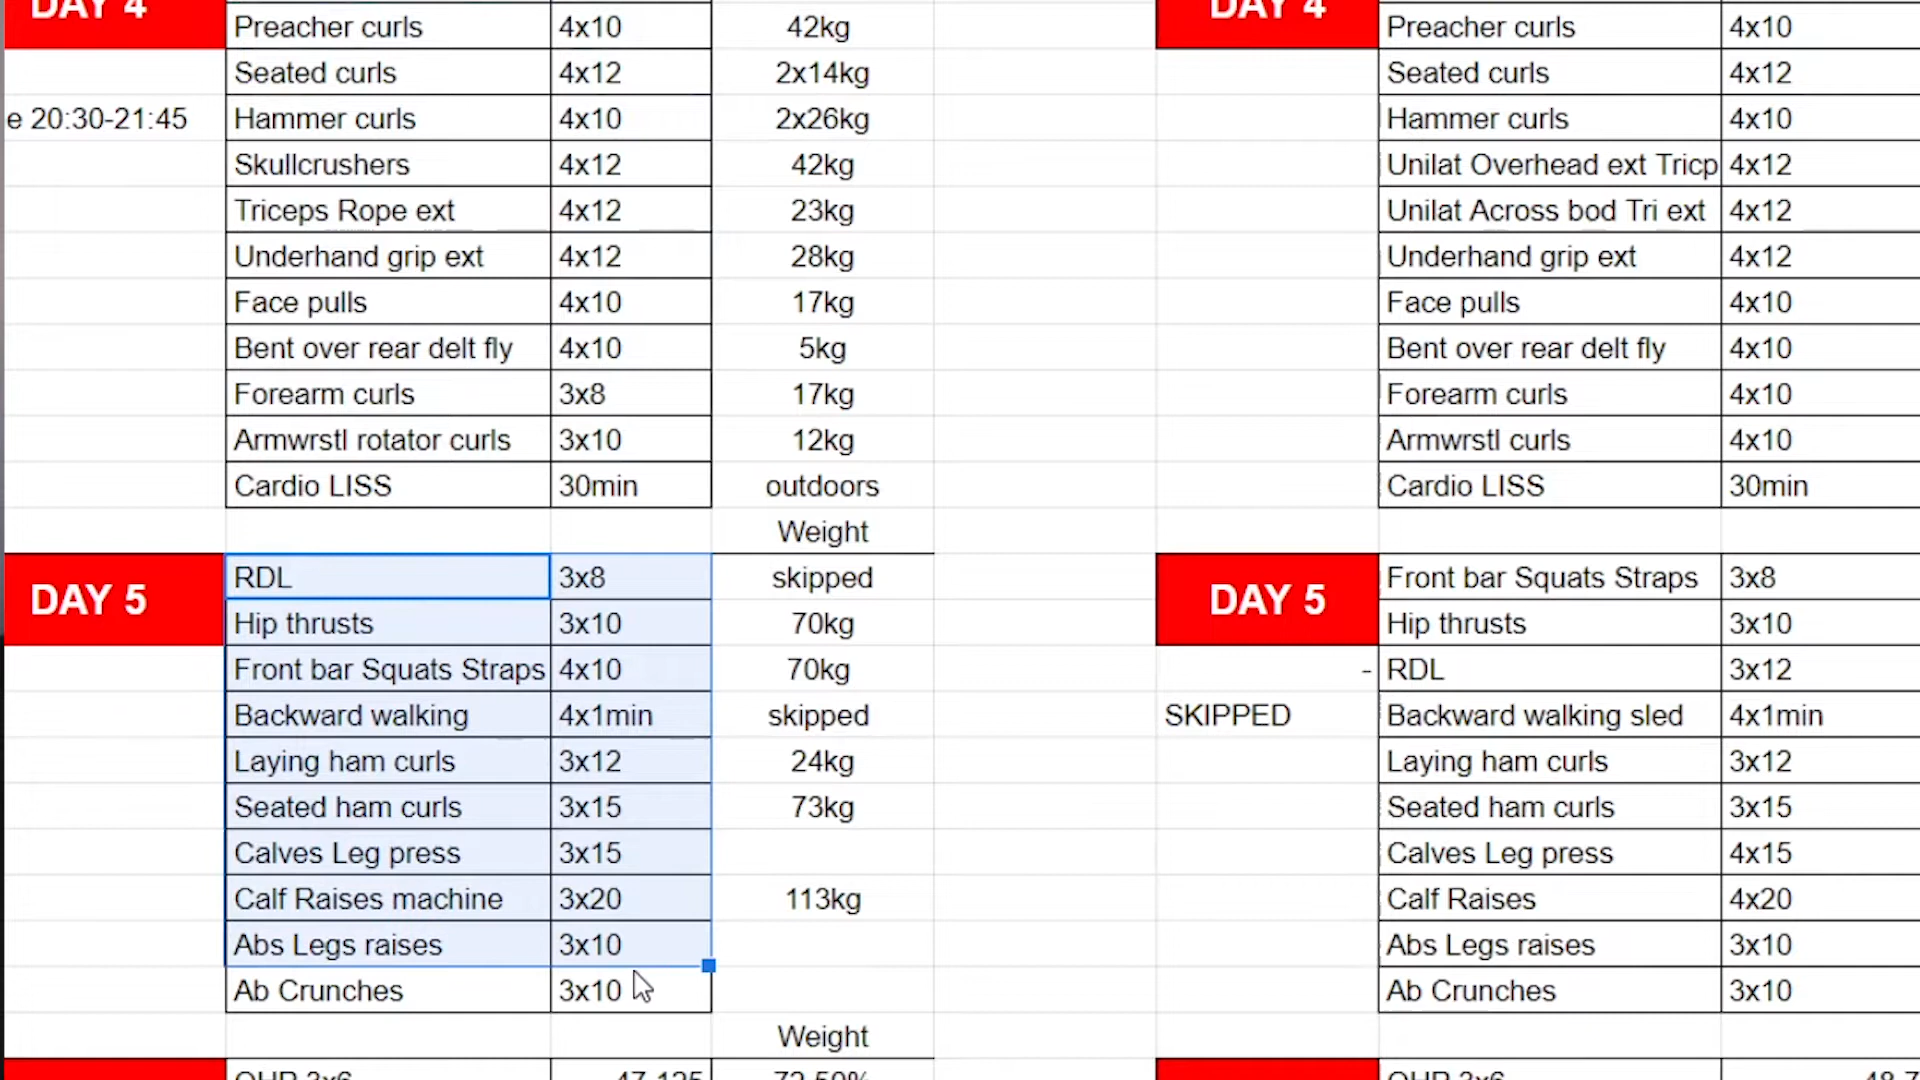 DAY 4
Preacher curls 4x10 42kg
Seated curls 4x12 2x14kg
e 20:30-21:45 Hammer curls 4x10 2x26kg
Skullcrushers 4x12 42kg
Triceps Rope ext 4x12 23kg
Underhand grip ext 4x12 28kg
Face pulls 4x10 17kg
Bent over rear delt fly 4x10 5kg
Forearm curls 3x8 17kg
Armwrstl rotator curls 3x10 12kg
Cardio LISS 30min outdoors
Weight
DAY 5
RDL 3x8 skipped
Hip thrusts 3x10 70kg
Front bar Squats Straps 4x10 70kg
Backward walking 4x1min skipped
Laying ham curls 3x12 24kg
Seated ham curls 3x15 73kg
Calves Leg press 3x15
Calf Raises machine 3x20 113kg
Abs Legs raises 3x10
Ab Crunches 3x10
Weight
OHP 3x6 47,125 72,50%
DAY 4
Preacher curls 4x10
Seated curls 4x12
Hammer curls 4x10
Unilat Overhead ext Tricp 4x12
Unilat Across bod Tri ext 4x12
Underhand grip ext 4x12
Face pulls 4x10
Bent over rear delt fly 4x10
Forearm curls 4x10
Armwrstl curls 4x10
Cardio LISS 30min
DAY 5
Front bar Squats Straps 3x8
Hip thrusts 3x10
- RDL 3x12
SKIPPED Backward walking sled 4x1min
Laying ham curls 3x12
Seated ham curls 3x15
Calves Leg press 4x15
Calf Raises 4x20
Abs Legs raises 3x10
Ab Crunches 3x10
OHP 3x6